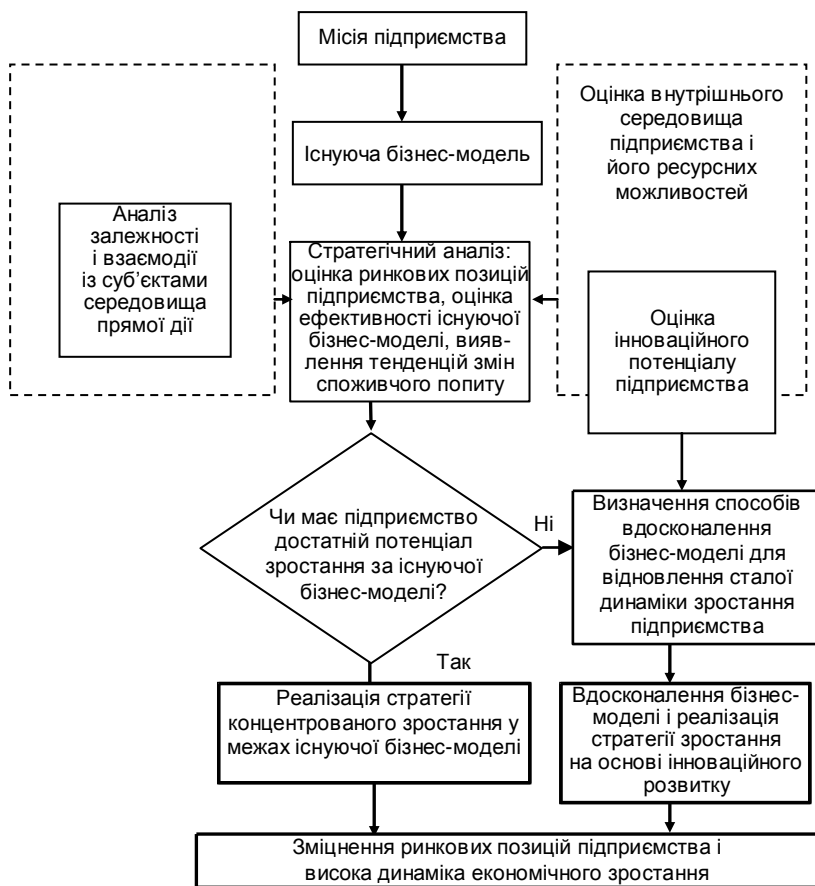 Місія підприємства
Існуюча бізнес-модель
Оцінка внутрішнього
середовища
підприємства і
його ресурсних
можливостей
Аналіз
залежності
і взаємодії
із суб’єктами
середовища
прямої дії
Стратегічний аналіз:
оцінка ринкових позицій
підприємства, оцінка
ефективності існуючої
бізнес-моделі, вияв-
лення тенденцій змін
споживчого попиту
Оцінка
інноваційного
потенціалу
підприємства
Чи має підприємство
достатній потенціал
зростання за існуючої
бізнес-моделі?
Ні
Визначення способів
вдосконалення
бізнес-моделі для
відновлення сталої
динаміки зростання
підприємства
Так
Реалізація стратегії
концентрованого зростання у
межах існуючої бізнес-моделі
Вдосконалення бізнес-
моделі і реалізація
стратегії зростання
на основі інноваційного
розвитку
Зміцнення ринкових позицій підприємства і
висока динаміка економічного зростання